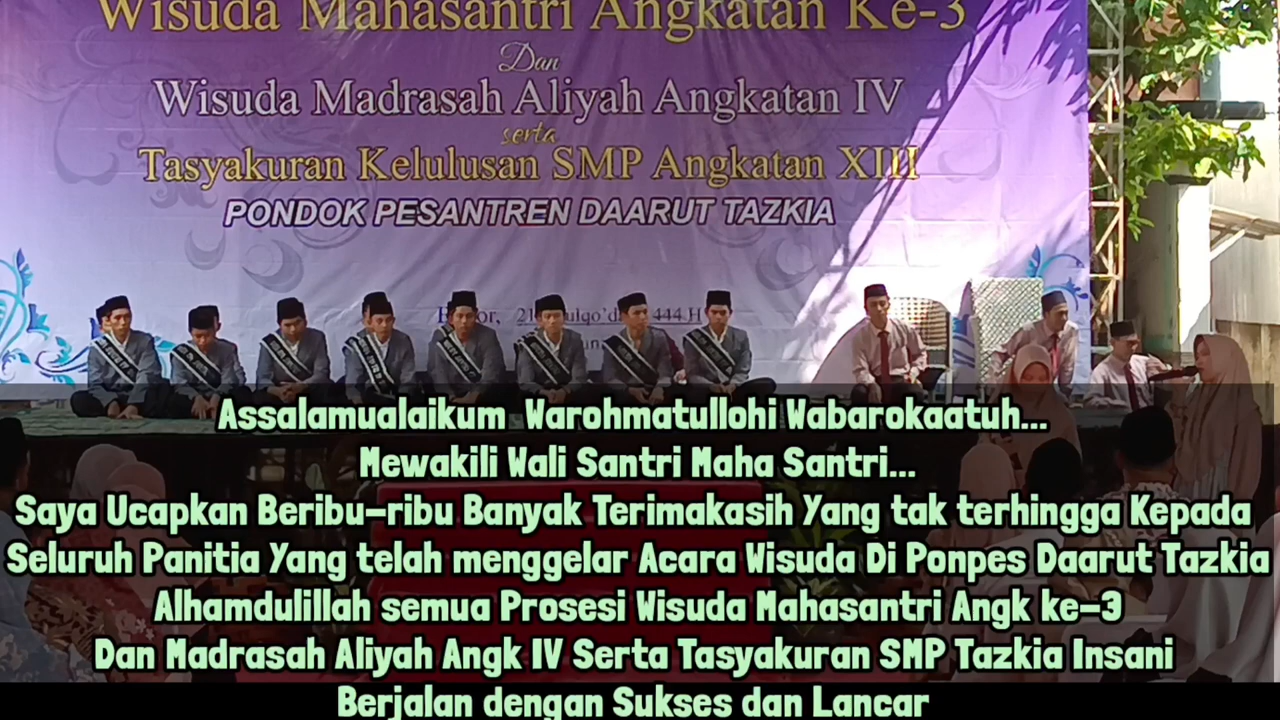 Wisuda Mahasantri Angkatan Ke-3
Dan
Wisuda Madrasah Aliyah Angkatan IV
serta
Tasyakuran Kelulusan SMP Angkatan XIII
PONDOK PESANTREN DAARUT TAZKIA
Assalamualaikum Warohmatullohi Wabarokaatuh...
Mewakili Wali Santri Maha Santri...
Saya Ucapkan Beribu-ribu Banyak Terimakasih Yang tak terhingga Kepada
Seluruh Panitia Yang telah menggelar Acara Wisuda Di Ponpes Daarut Tazkia
Alhamdulillah semua Prosesi Wisuda Mahasantri Angk ke-3
Dan Madrasah Aliyah Angk IV Serta Tasyakuran SMP Tazkia Insani
Berjalan dengan Sukses dan Lancar